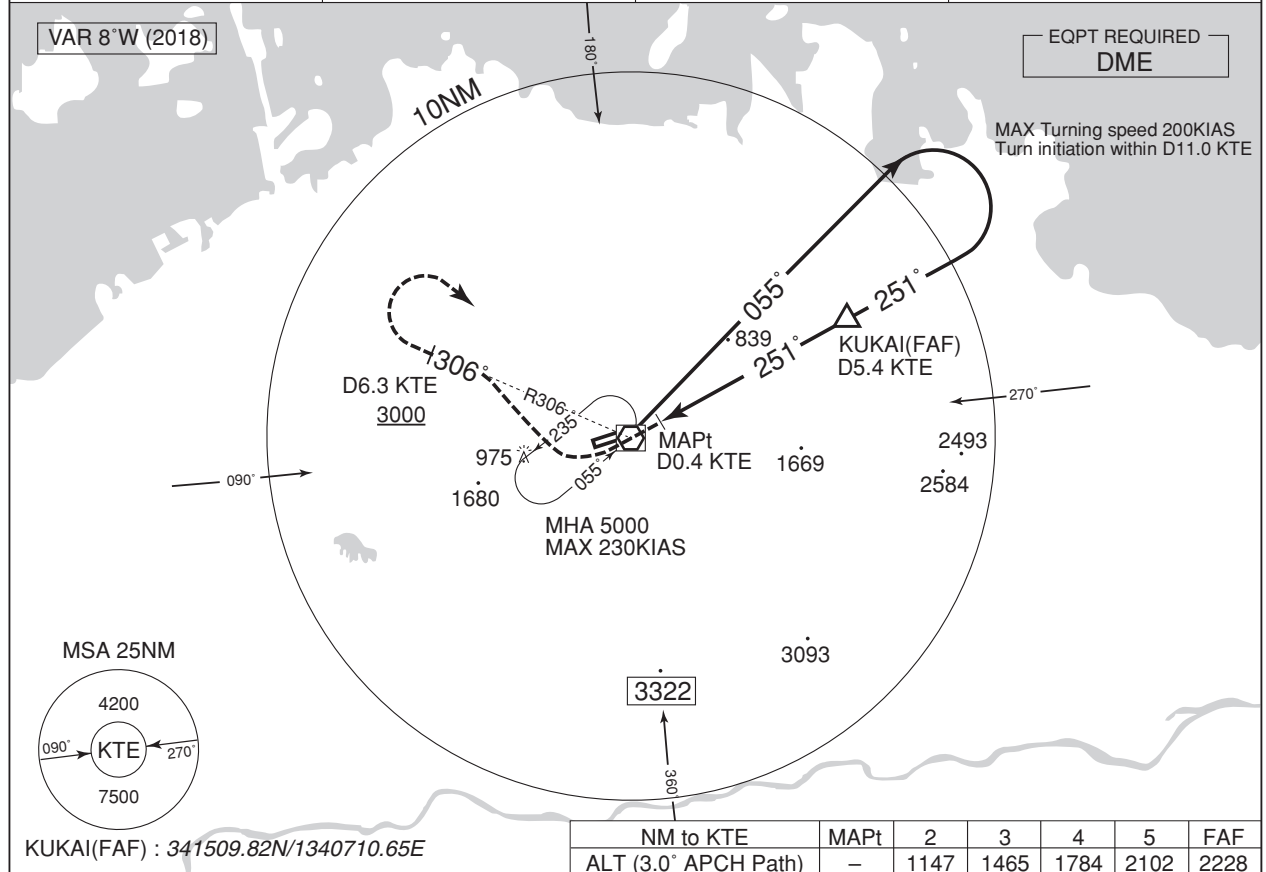 VAR 8°W (2018)
180°
EQPT REQUIRED
DME
10NM
MAX Turning speed 200KIAS
Turn initiation within D11.0 KTE
055°
251°
839
KUKAI(FAF)
D5.4 KTE
251°
306°
D6.3 KTE
3000
R306
235°
270°
MAPt
D0.4 KTE
975
055°
1669
2493
2584
090°
1680
MHA 5000
MAX 230KIAS
3093
3322
360°
MSA 25NM
4200
090°
KTE
270°
7500
KUKAI(FAF) : 341509.82N/1340710.65E
NM to KTE MAPt 2 3 4 5 FAF
ALT (3.0° APCH Path) – 1147 1465 1784 2102 2228